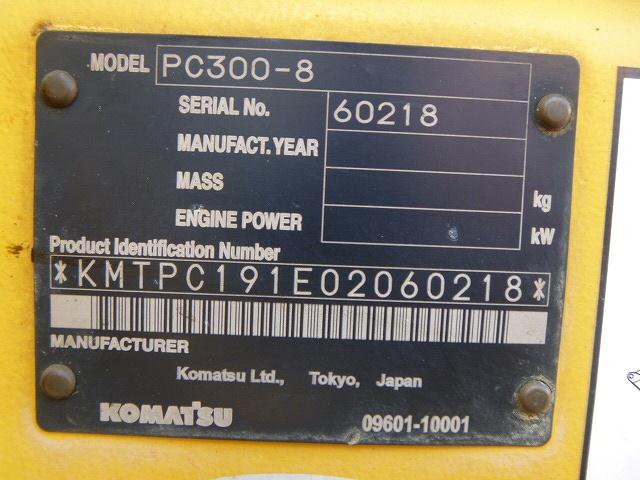 MODEL PC300-8
SERIAL No. 60218
MANUFACT. YEAR
MASS kg
ENGINE POWER kW
Product Identification Number
*KMTPC191E02060218*
MANUFACTURER
Komatsu Ltd., Tokyo, Japan
KOMATSU 09601-10001